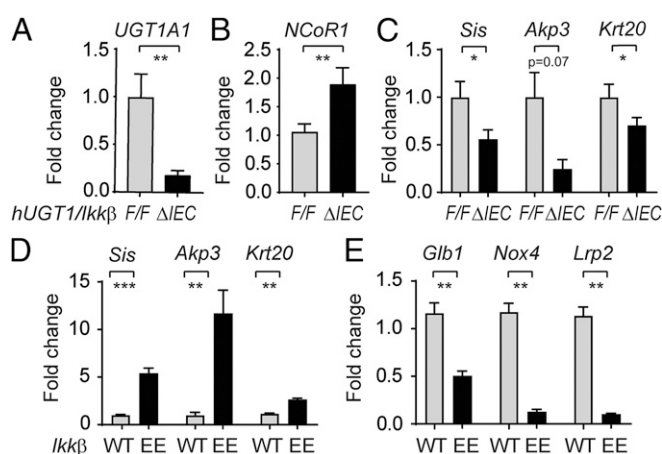 A UGT1A1
**
Fold change
1.5
1.0
0.5
0.0
F/F ΔIEC
hUGT1/Ikkβ
B NCoR1
**
Fold change
2.5
2.0
1.5
1.0
0.5
0.0
F/F ΔIEC
C Sis Akp3 Krt20
* p=0.07 *
Fold change
1.5
1.0
0.5
0.0
F/F ΔIEC F/F ΔIEC F/F ΔIEC
D Sis Akp3 Krt20
*** ** **
Fold change
15
10
5
0
Ikkβ WT EE WT EE WT EE
E Glb1 Nox4 Lrp2
** ** **
Fold change
1.5
1.0
0.5
0.0
WT EE WT EE WT EE